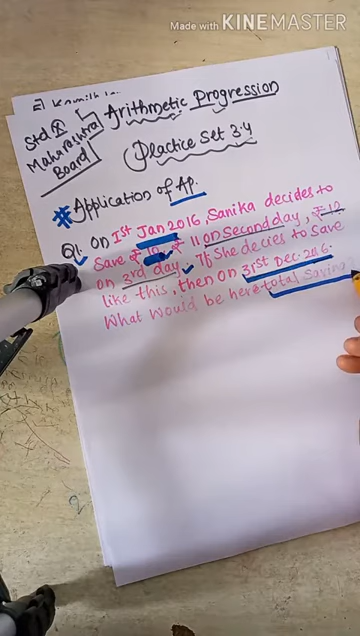 Made with KINEMASTER
Arithmetic Progression
Std X
Maharashtra
Board
Practice Set 3.4
# Application of AP.
Q1. On 1st Jan 2016, Sanika decides to
save ₹ 10, ₹ 11 on second day, ₹ 12
on 3rd day. If she decies to save
like this, then on 31st Dec. 2016
What would be here total Saving?